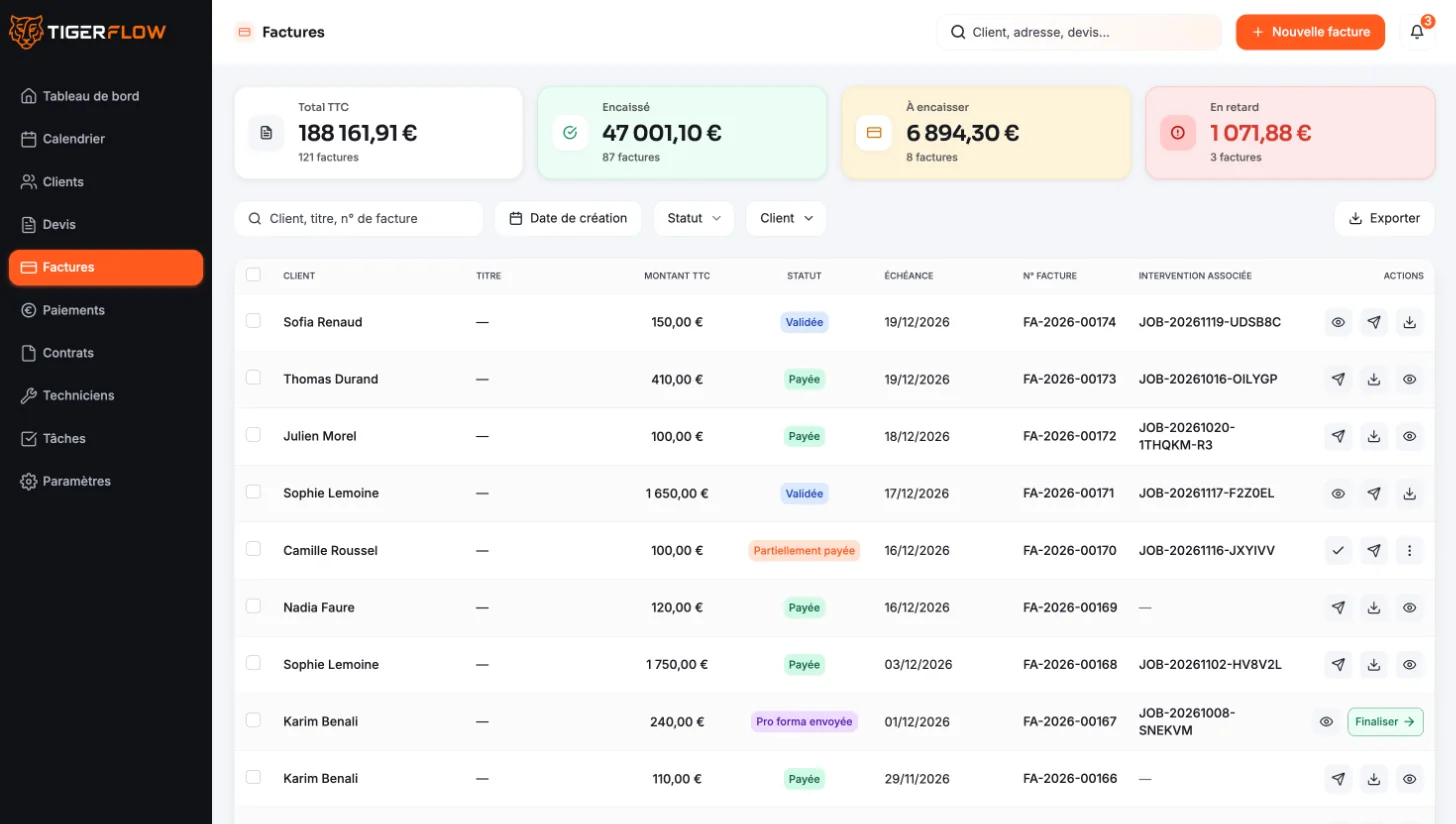 TIGERFLOW
Factures
Client, adresse, devis...
+ Nouvelle facture
3
Tableau de bord
Calendrier
Clients
Devis
Factures
Paiements
Contrats
Techniciens
Tâches
Paramètres
Total TTC
188 161,91 €
121 factures
Encaissé
47 001,10 €
87 factures
À encaisser
6 894,30 €
8 factures
En retard
1 071,88 €
3 factures
Client, titre, n° de facture
Date de création
Statut
Client
Exporter
CLIENT TITRE MONTANT TTC STATUT ÉCHÉANCE N° FACTURE INTERVENTION ASSOCIÉE ACTIONS
Sofia Renaud — 150,00 € Validée 19/12/2026 FA-2026-00174 JOB-20261119-UDSB8C
Thomas Durand — 410,00 € Payée 19/12/2026 FA-2026-00173 JOB-20261016-OILYGP
Julien Morel — 100,00 € Payée 18/12/2026 FA-2026-00172 JOB-20261020-
1THQKM-R3
Sophie Lemoine — 1 650,00 € Validée 17/12/2026 FA-2026-00171 JOB-20261117-F2Z0EL
Camille Roussel — 100,00 € Partiellement payée 16/12/2026 FA-2026-00170 JOB-20261116-JXYIVV
Nadia Faure — 120,00 € Payée 16/12/2026 FA-2026-00169 —
Sophie Lemoine — 1 750,00 € Payée 03/12/2026 FA-2026-00168 JOB-20261102-HV8V2L
Karim Benali — 240,00 € Pro forma envoyée 01/12/2026 FA-2026-00167 JOB-20261008-
SNEKVM Finaliser →
Karim Benali — 110,00 € Payée 29/11/2026 FA-2026-00166 —